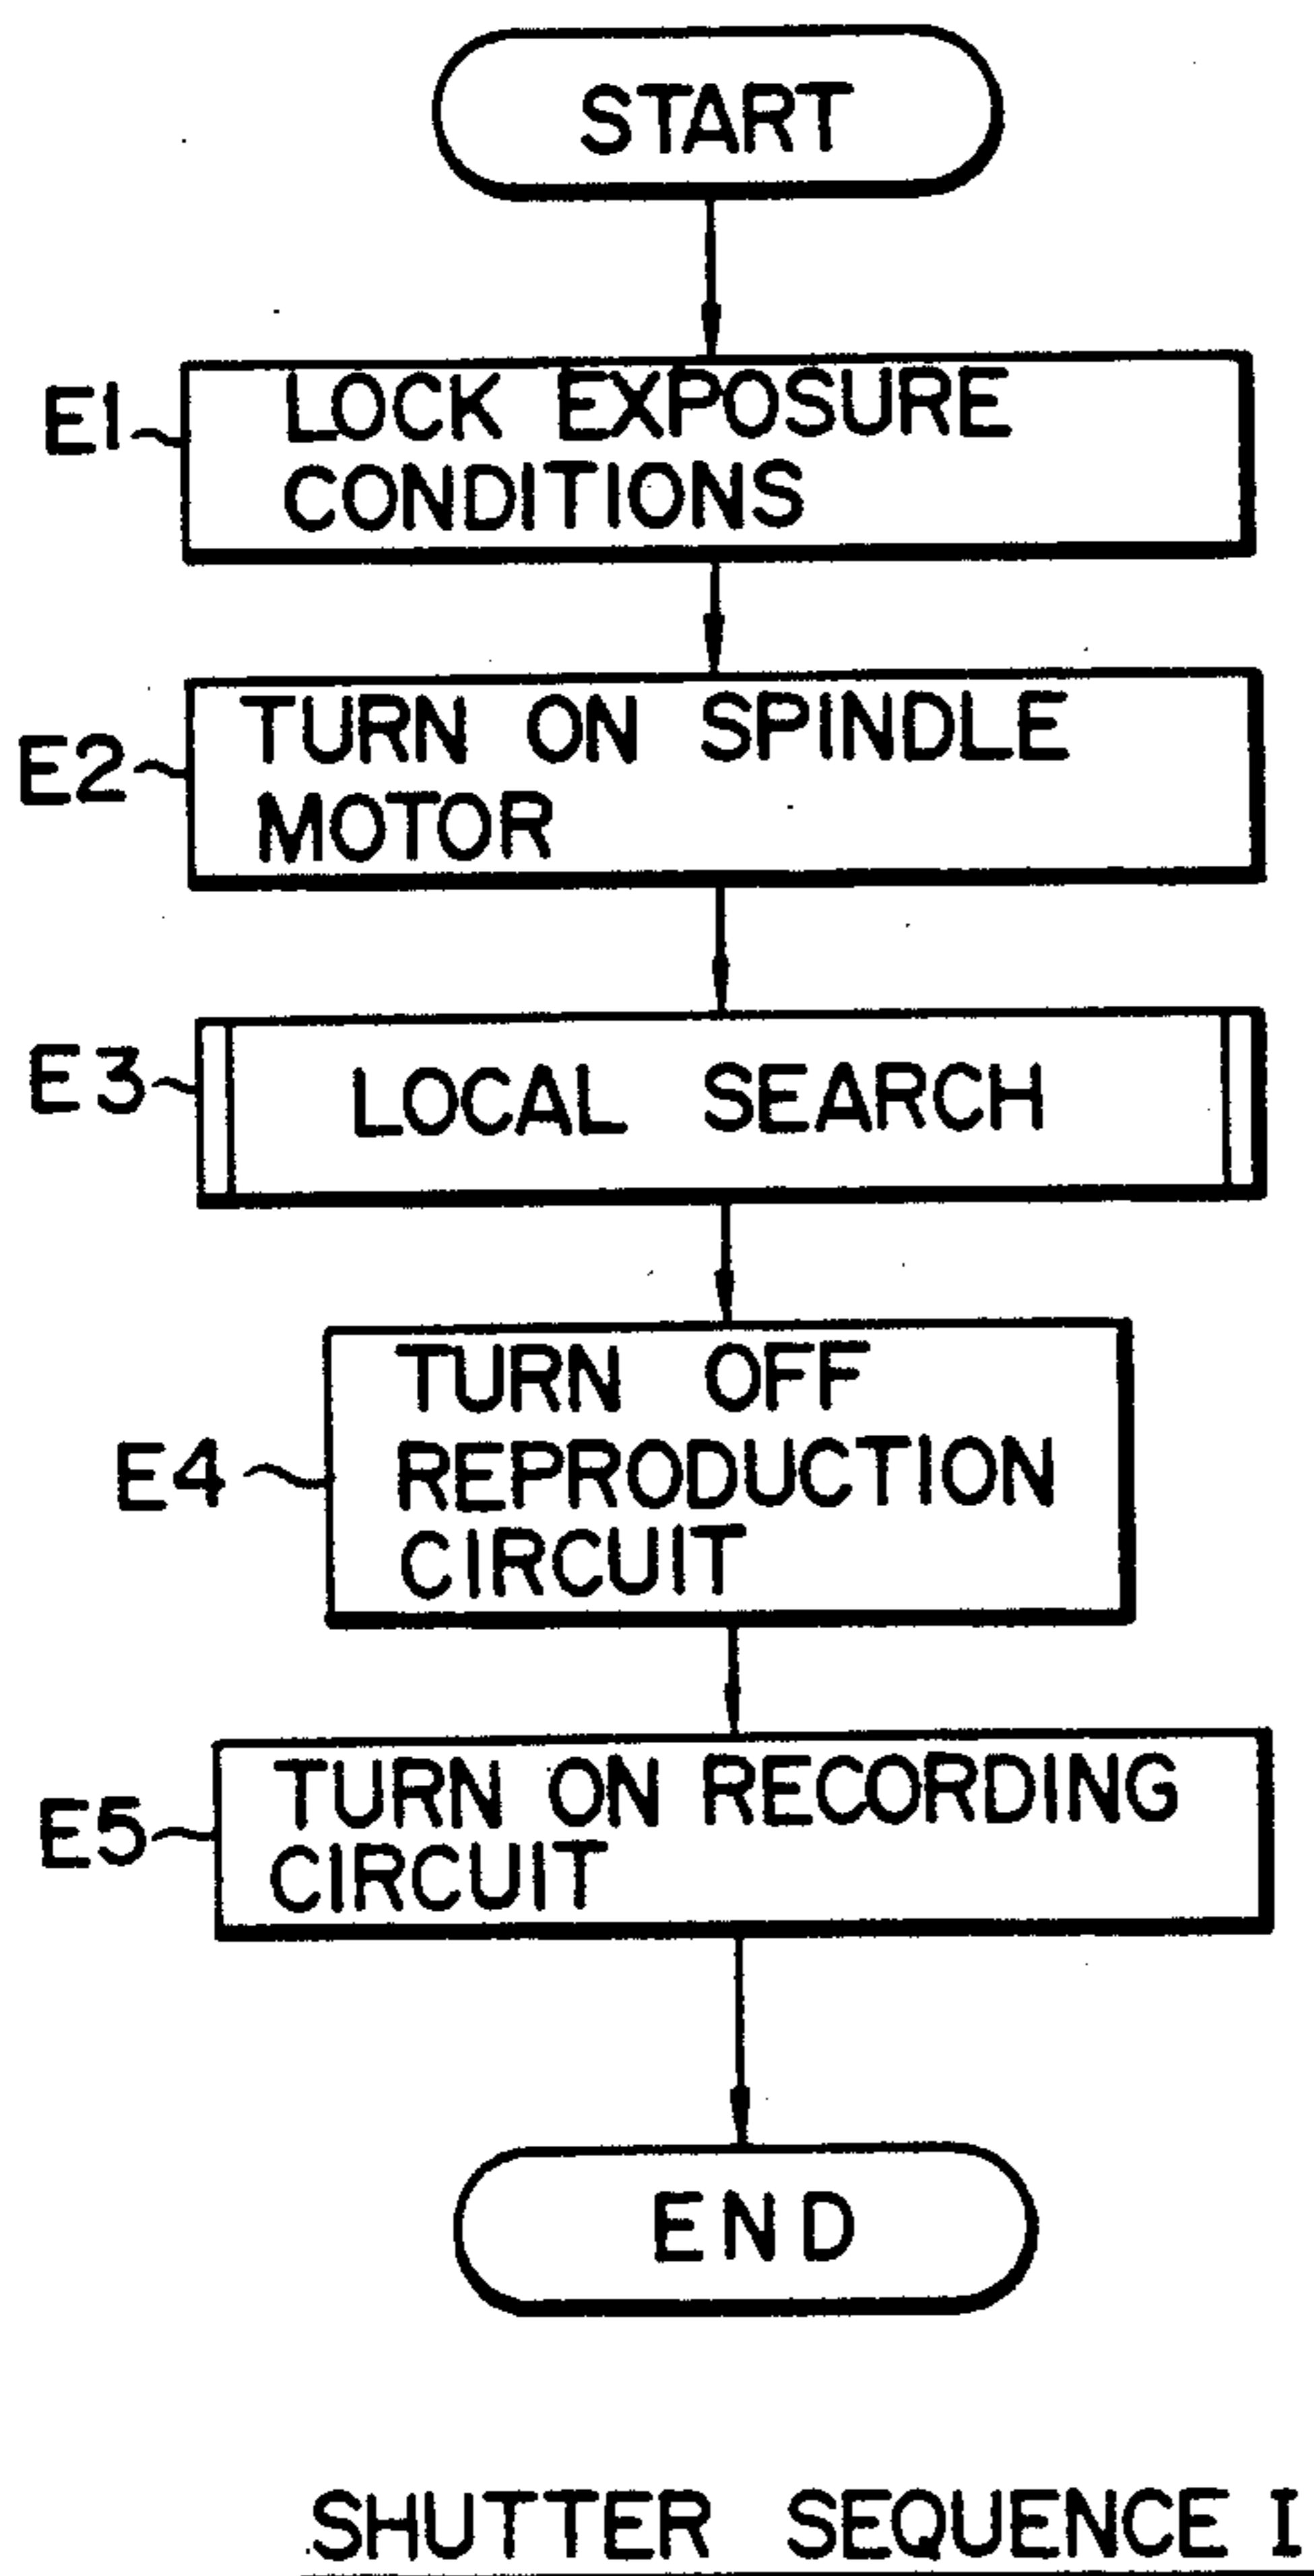 START
E1
LOCK EXPOSURE
CONDITIONS
E2
TURN ON SPINDLE
MOTOR
E3
LOCAL SEARCH
E4
TURN OFF
REPRODUCTION
CIRCUIT
E5
TURN ON RECORDING
CIRCUIT
END
SHUTTER SEQUENCE I